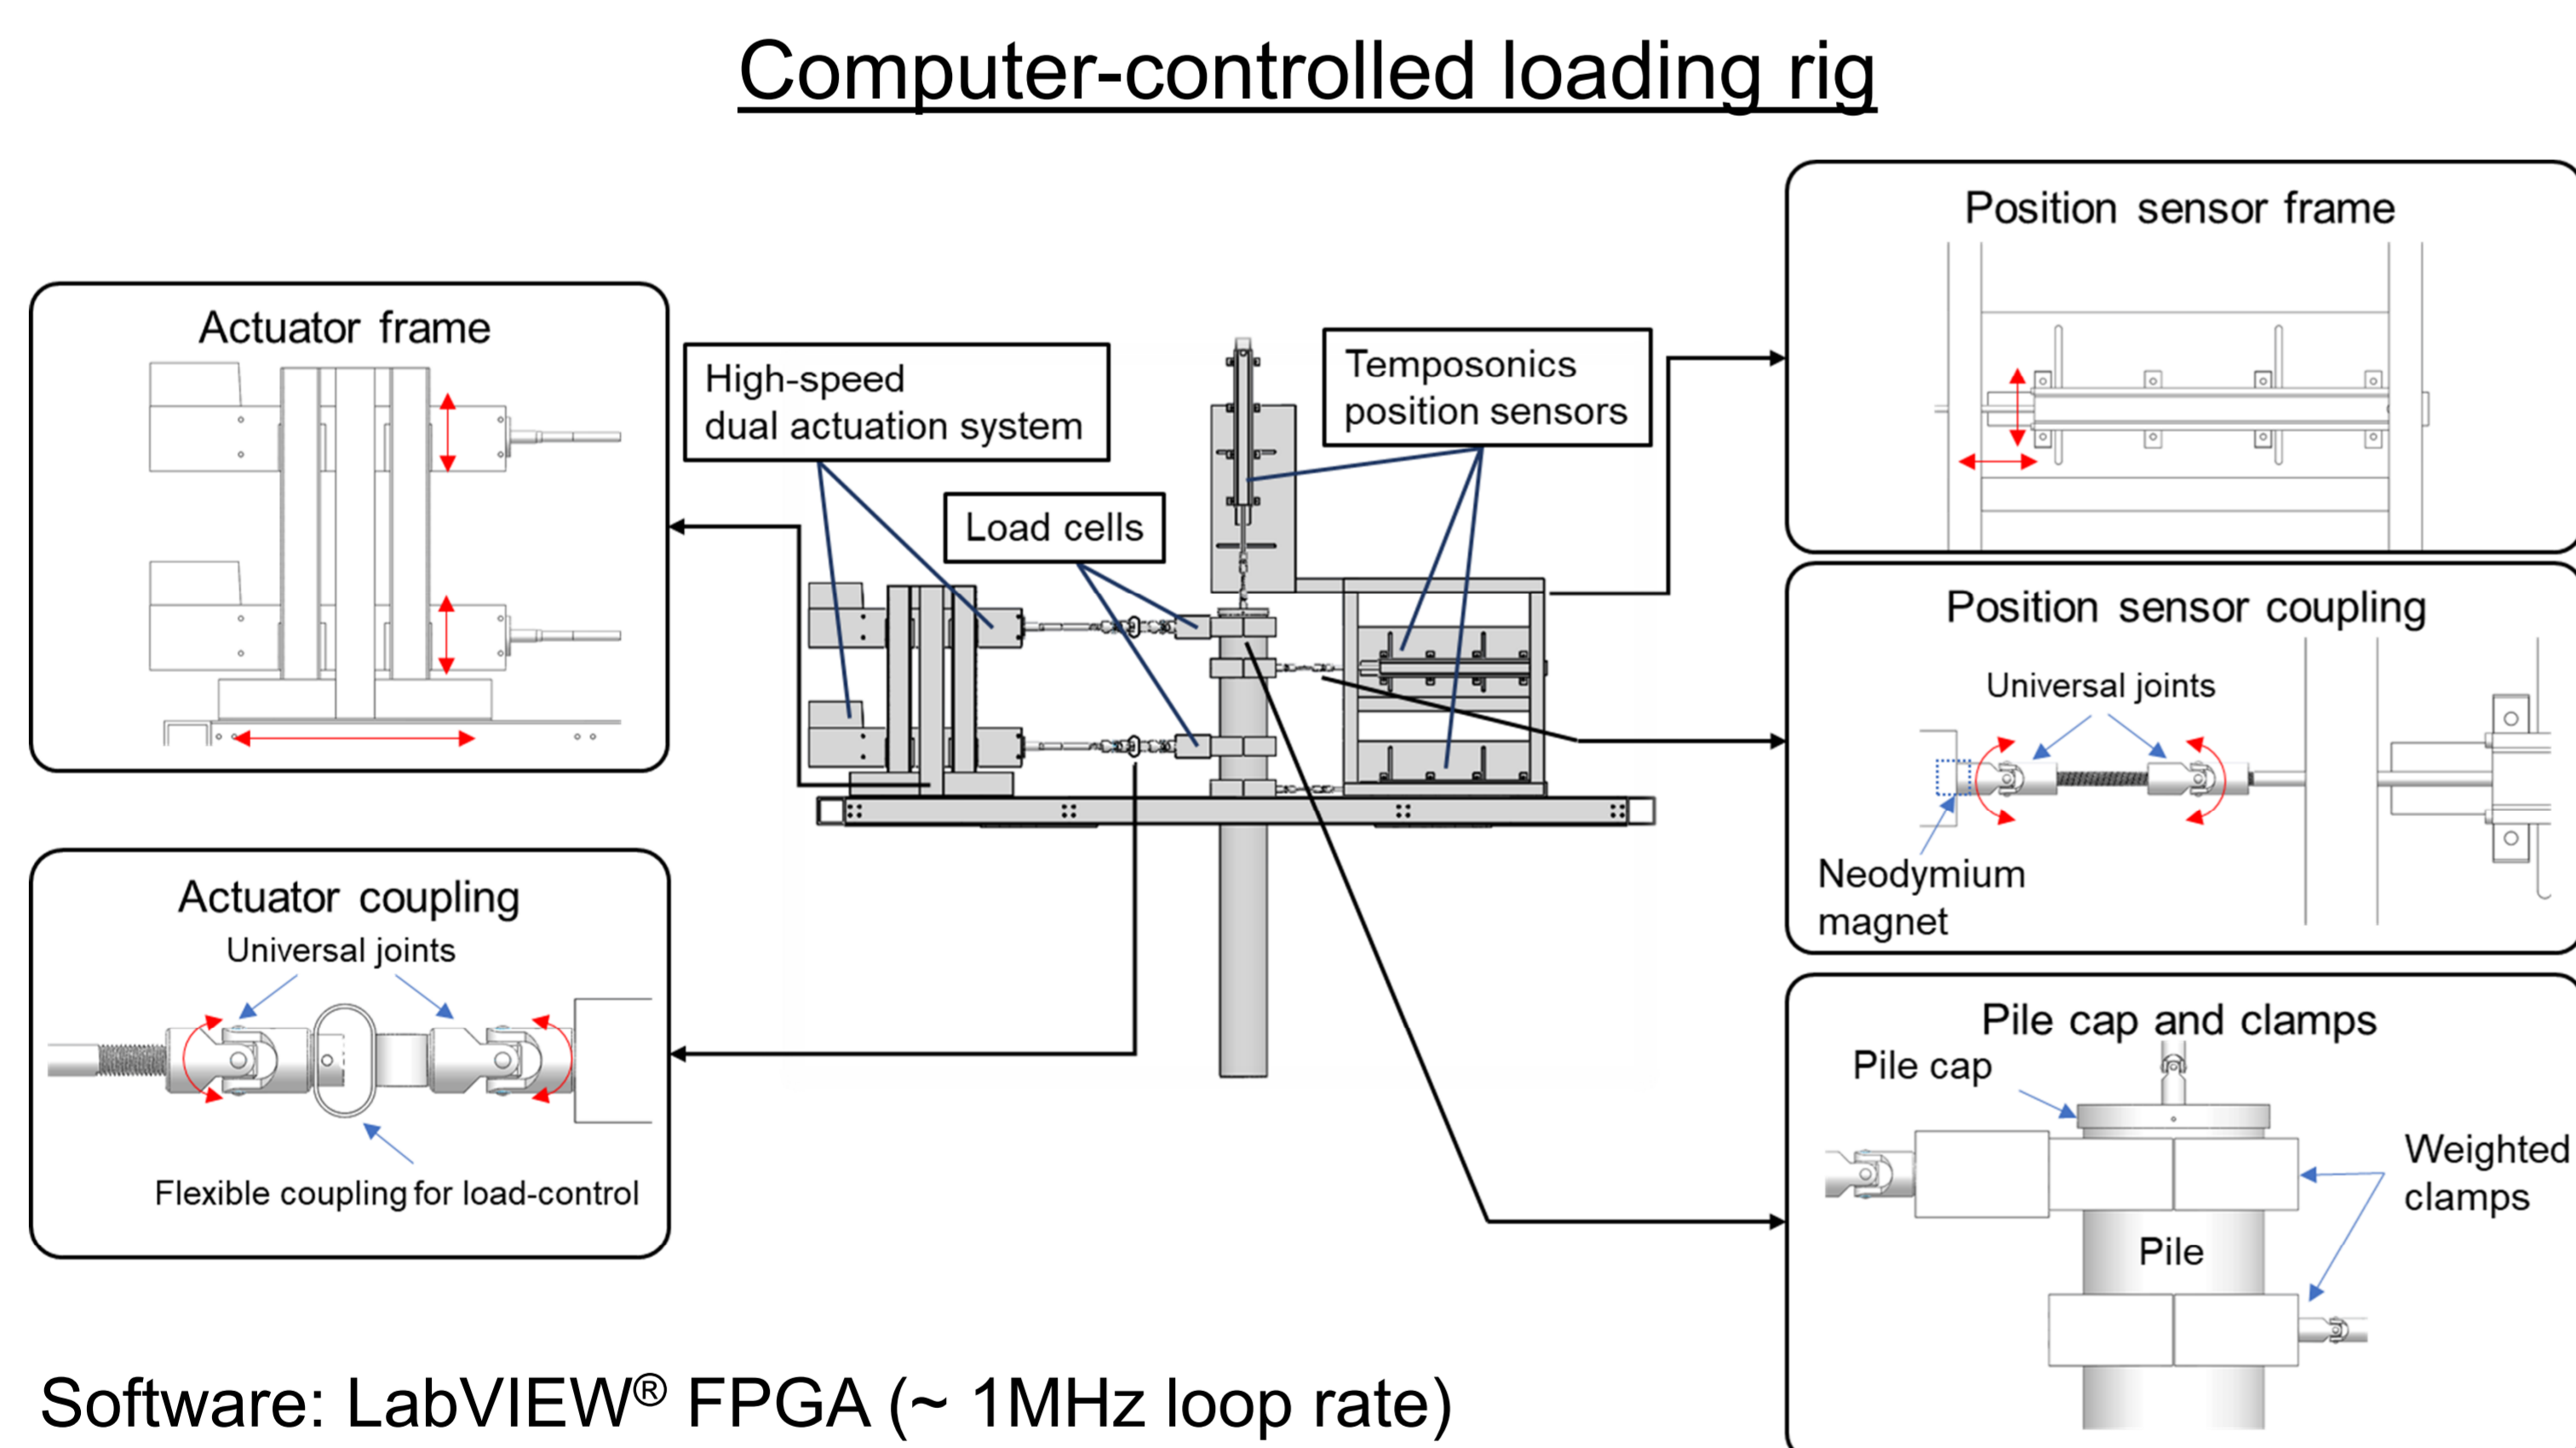 Computer-controlled loading rig
Actuator frame
High-speed
dual actuation system
Load cells
Temposonics
position sensors
Position sensor frame
Position sensor coupling
Universal joints
Neodymium
magnet
Actuator coupling
Universal joints
Flexible coupling for load-control
Pile cap and clamps
Pile cap
Weighted
clamps
Pile
Software: LabVIEW® FPGA (~ 1MHz loop rate)